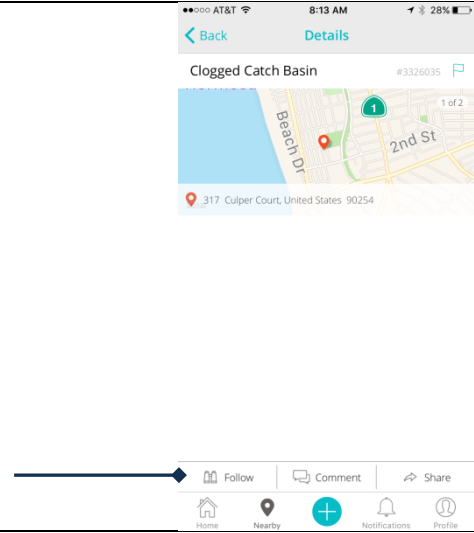 AT&T 8:13 AM 28%
Back Details
Clogged Catch Basin #3326035
1 of 2
1
Beach Dr
2nd St
317 Culper Court, United States 90254
Follow Comment Share
Home Nearby Notifications Profile